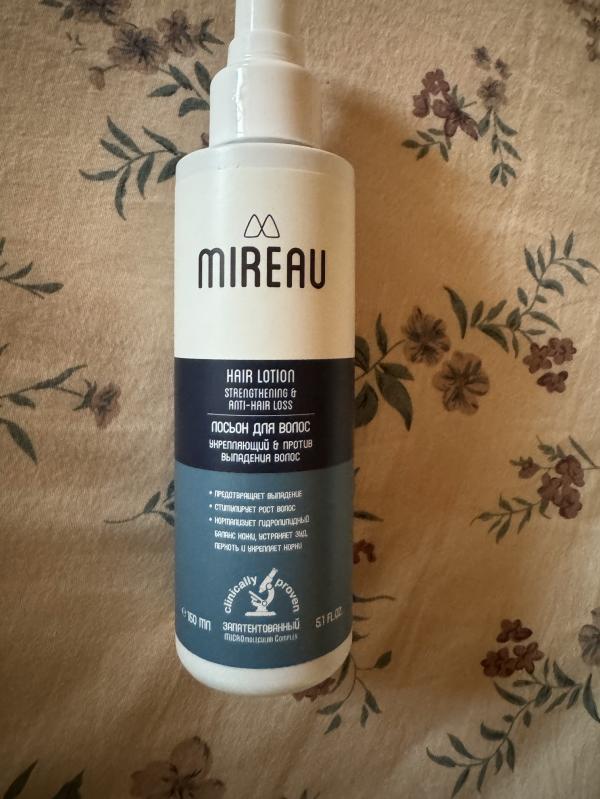 MIREAU
HAIR LOTION
STRENGTHENING &
ANTI-HAIR LOSS
ЛОСЬОН ДЛЯ ВОЛОС
УКРЕПЛЯЮЩИЙ & ПРОТИВ
ВЫПАДЕНИЯ ВОЛОС
• ПРЕДОТВРАЩАЕТ ВЫПАДЕНИЕ
• СТИМУЛИРУЕТ РОСТ ВОЛОС
• НОРМАЛИЗУЕТ ГИДРОЛИПИДНЫЙ
БАЛАНС КОЖИ, УСТРАНЯЕТ ЗУД,
ПЕРХОТЬ И УКРЕПЛЯЕТ КОРНИ
clinically proven
℮ 150 мл
ЗАПАТЕНТОВАННЫЙ
MICROMOLECULAR COMPLEX
5.1 FL.OZ.